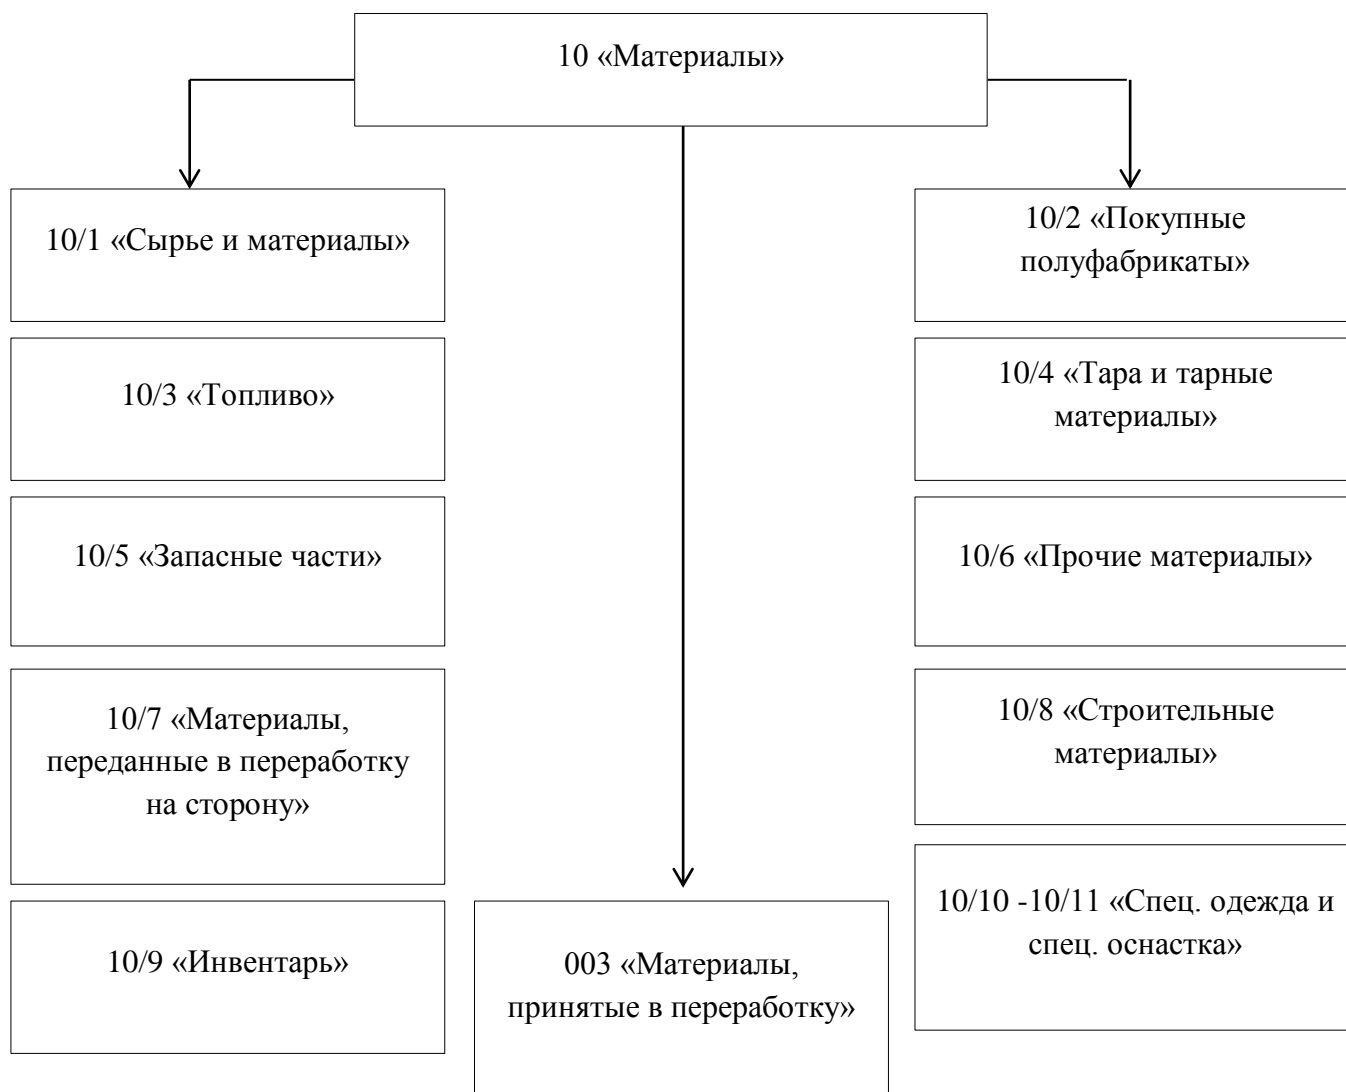 10 «Материалы»
10/1 «Сырье и материалы»
10/2 «Покупные
полуфабрикаты»
10/3 «Топливо»
10/4 «Тара и тарные
материалы»
10/5 «Запасные части»
10/6 «Прочие материалы»
10/7 «Материалы,
переданные в переработку
на сторону»
10/8 «Строительные
материалы»
10/9 «Инвентарь»
003 «Материалы,
принятые в переработку»
10/10 -10/11 «Спец. одежда и
спец. оснастка»